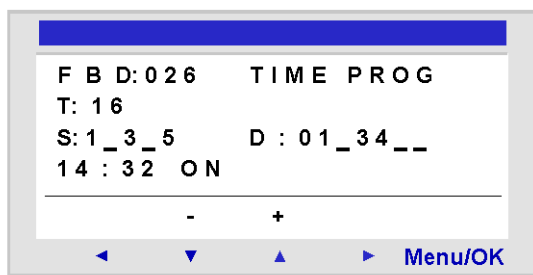 FBD:026 TIME PROG
T: 16
S:1_3_5 D : 01_34__
14 : 32 ON
- +
◄ ▼ ▲ ► Menu/OK